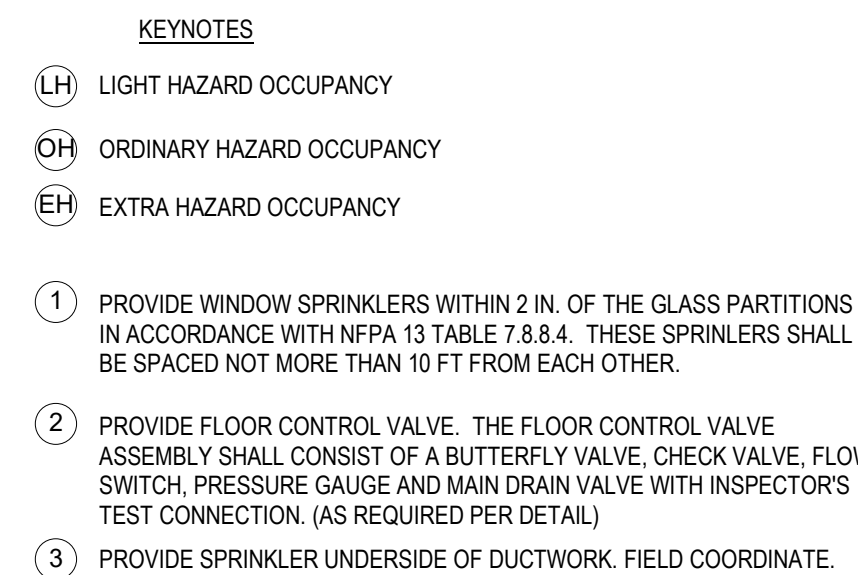 KEYNOTES
LH LIGHT HAZARD OCCUPANCY
OH ORDINARY HAZARD OCCUPANCY
EH EXTRA HAZARD OCCUPANCY
1 PROVIDE WINDOW SPRINKLERS WITHIN 2 IN. OF THE GLASS PARTITIONS
IN ACCORDANCE WITH NFPA 13 TABLE 7.8.8.4. THESE SPRINLERS SHALL
BE SPACED NOT MORE THAN 10 FT FROM EACH OTHER.
2 PROVIDE FLOOR CONTROL VALVE. THE FLOOR CONTROL VALVE
ASSEMBLY SHALL CONSIST OF A BUTTERFLY VALVE, CHECK VALVE, FLOW
SWITCH, PRESSURE GAUGE AND MAIN DRAIN VALVE WITH INSPECTOR'S
TEST CONNECTION. (AS REQUIRED PER DETAIL)
3 PROVIDE SPRINKLER UNDERSIDE OF DUCTWORK. FIELD COORDINATE.